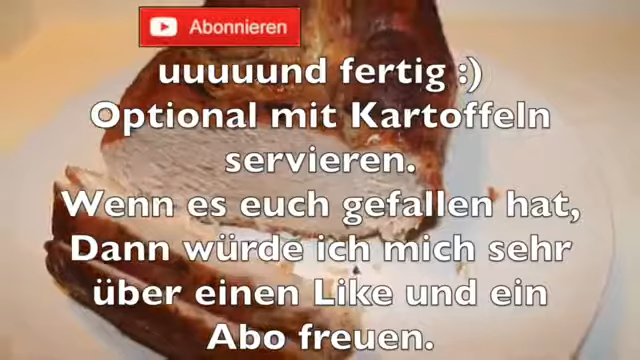 Abonnieren
uuuuund fertig :)
Optional mit Kartoffeln
servieren.
Wenn es euch gefallen hat,
Dann würde ich mich sehr
über einen Like und ein
Abo freuen.